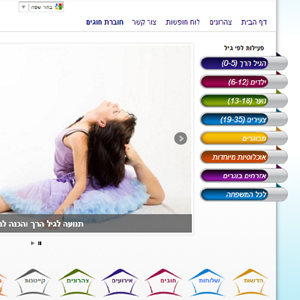 בחר שפה
דף הבית
צהרונים
לוח חופשות
צור קשר
חוברת חוגים
פעילות לפי גיל
הגיל הרך (0-5)
ילדים (6-12)
נוער (13-18)
צעירים (19-35)
מבוגרים
אוכלוסיות מיוחדות
אזרחים בוגרים
לכל המשפחה
תנועה לגיל הרך והכנה
חדשות
שלוחות
חוגים
אירועים
צהרונים
קייטנות